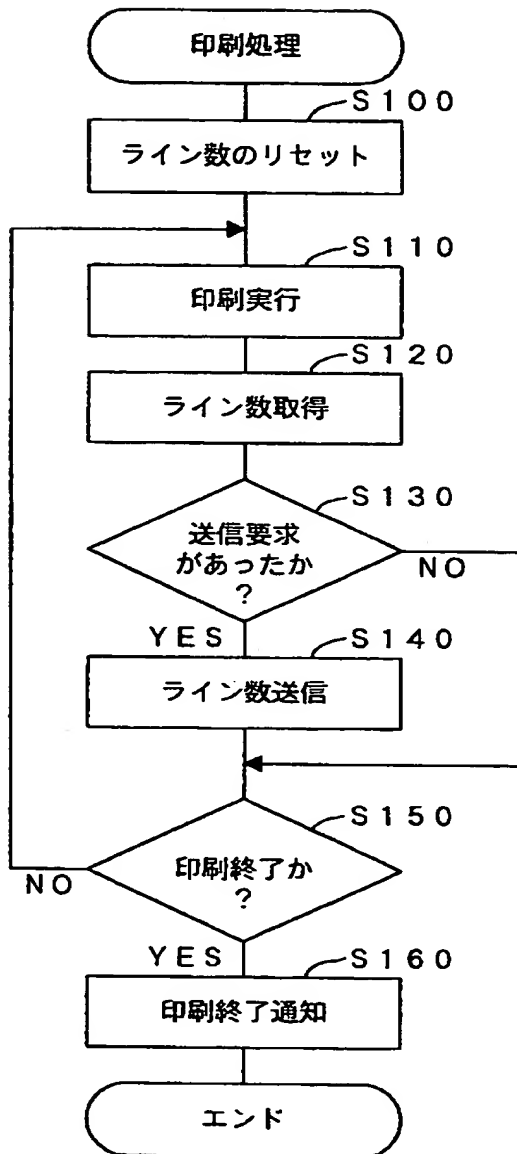 印刷処理
S100
ライン数のリセット
S110
印刷実行
S120
ライン数取得
S130
送信要求
があったか
?
NO
YES
S140
ライン数送信
S150
印刷終了か
?
NO
YES
S160
印刷終了通知
エンド